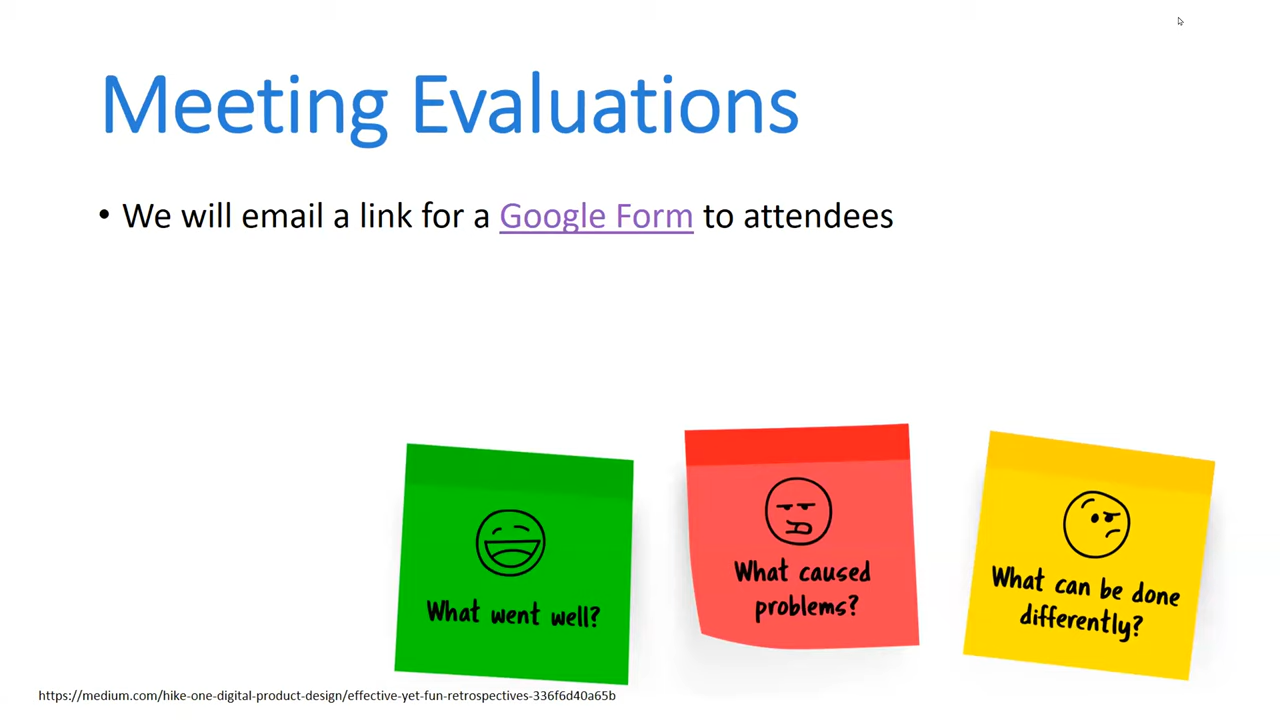 Meeting Evaluations
• We will email a link for a Google Form to attendees
What went well?
What caused
problems?
What can be done
differently?
https://medium.com/hike-one-digital-product-design/effective-yet-fun-retrospectives-336f6d40a65b